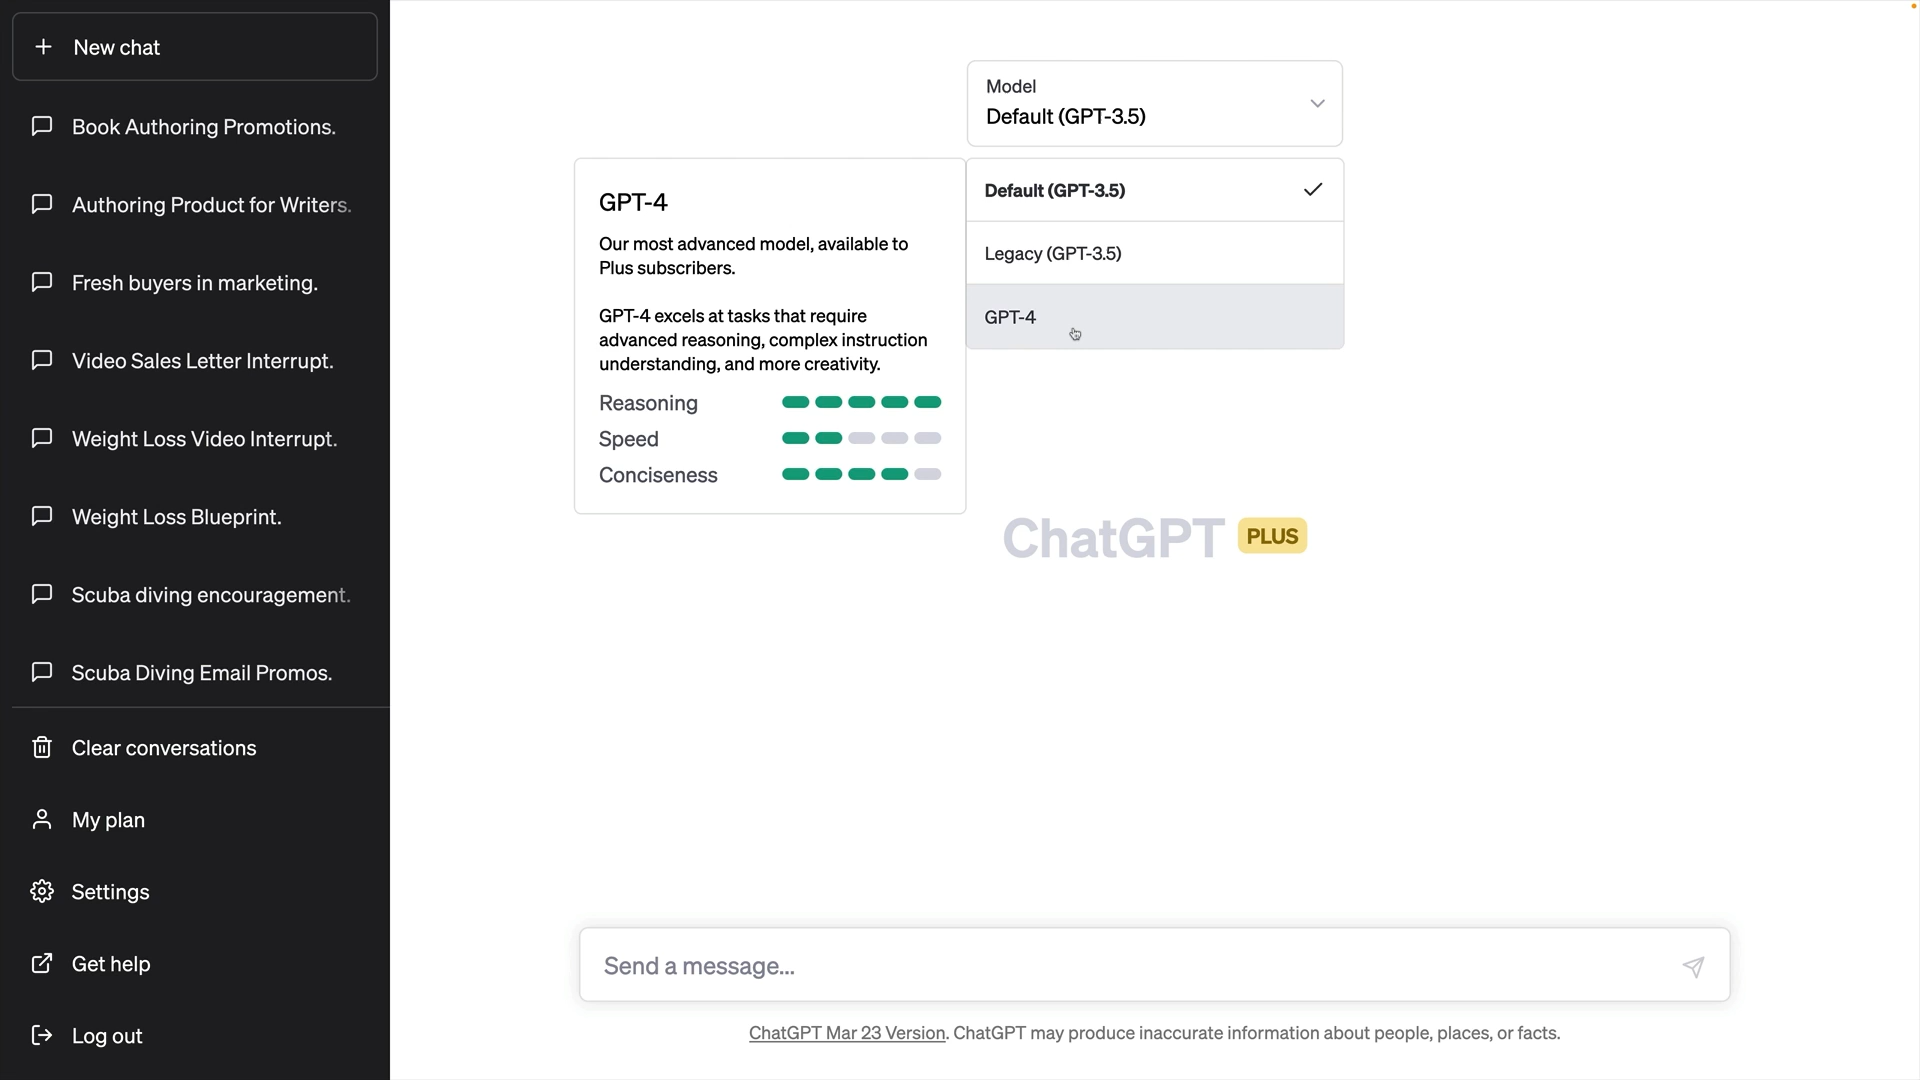 New chat
Book Authoring Promotions.
Authoring Product for Writers.
Fresh buyers in marketing.
Video Sales Letter Interrupt.
Weight Loss Video Interrupt.
Weight Loss Blueprint.
Scuba diving encouragement.
Scuba Diving Email Promos.
Clear conversations
My plan
Settings
Get help
Log out
Model
Default (GPT-3.5)
Default (GPT-3.5)
Legacy (GPT-3.5)
GPT-4
GPT-4
Our most advanced model, available to
Plus subscribers.
GPT-4 excels at tasks that require
advanced reasoning, complex instruction
understanding, and more creativity.
Reasoning
Speed
Conciseness
ChatGPT PLUS
Send a message...
ChatGPT Mar 23 Version. ChatGPT may produce inaccurate information about people, places, or facts.